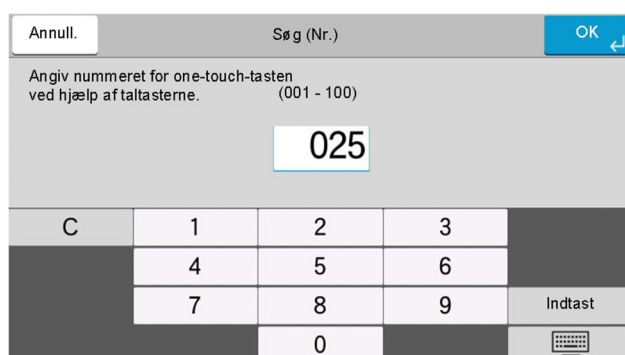 Annull. Søg (Nr.) OK
Angiv nummeret for one-touch-tasten
ved hjælp af taltasterne. (001 - 100)
025
C 1 2 3
4 5 6
7 8 9 Indtast
0